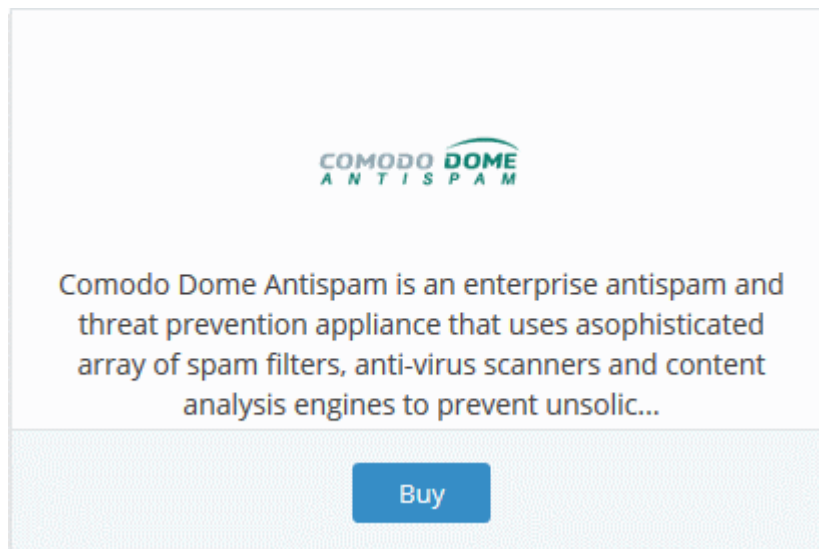 COMODO DOME
ANTISPAM
Comodo Dome Antispam is an enterprise antispam and
threat prevention appliance that uses asophisticated
array of spam filters, anti-virus scanners and content
analysis engines to prevent unsolic...
Buy